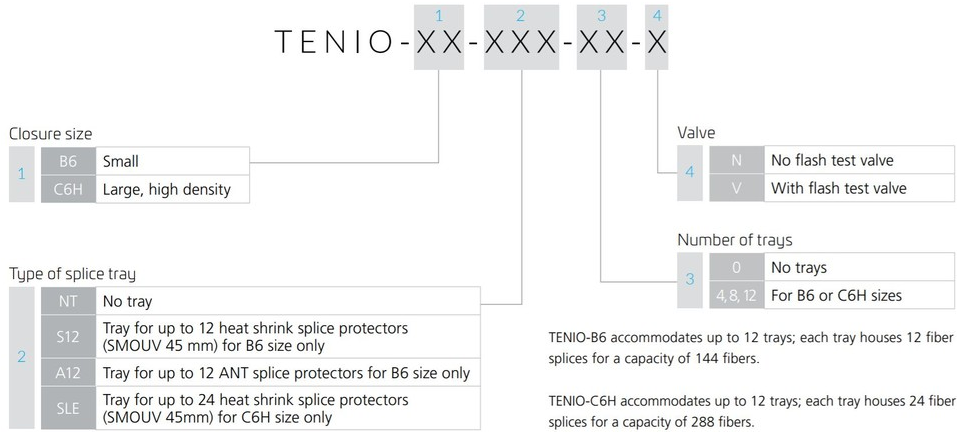 1 2 3 4
TENIO-XX-XXX-XX-X
Closure size
1
B6 Small
C6H Large, high density
Type of splice tray
2
NT No tray
S12 Tray for up to 12 heat shrink splice protectors
(SMOUV 45 mm) for B6 size only
A12 Tray for up to 12 ANT splice protectors for B6 size only
SLE Tray for up to 24 heat shrink splice protectors
(SMOUV 45mm) for C6H size only
Valve
4
N No flash test valve
V With flash test valve
Number of trays
3
0 No trays
4, 8, 12 For B6 or C6H sizes
TENIO-B6 accommodates up to 12 trays; each tray houses 12 fiber
splices for a capacity of 144 fibers.
TENIO-C6H accommodates up to 12 trays; each tray houses 24 fiber
splices for a capacity of 288 fibers.